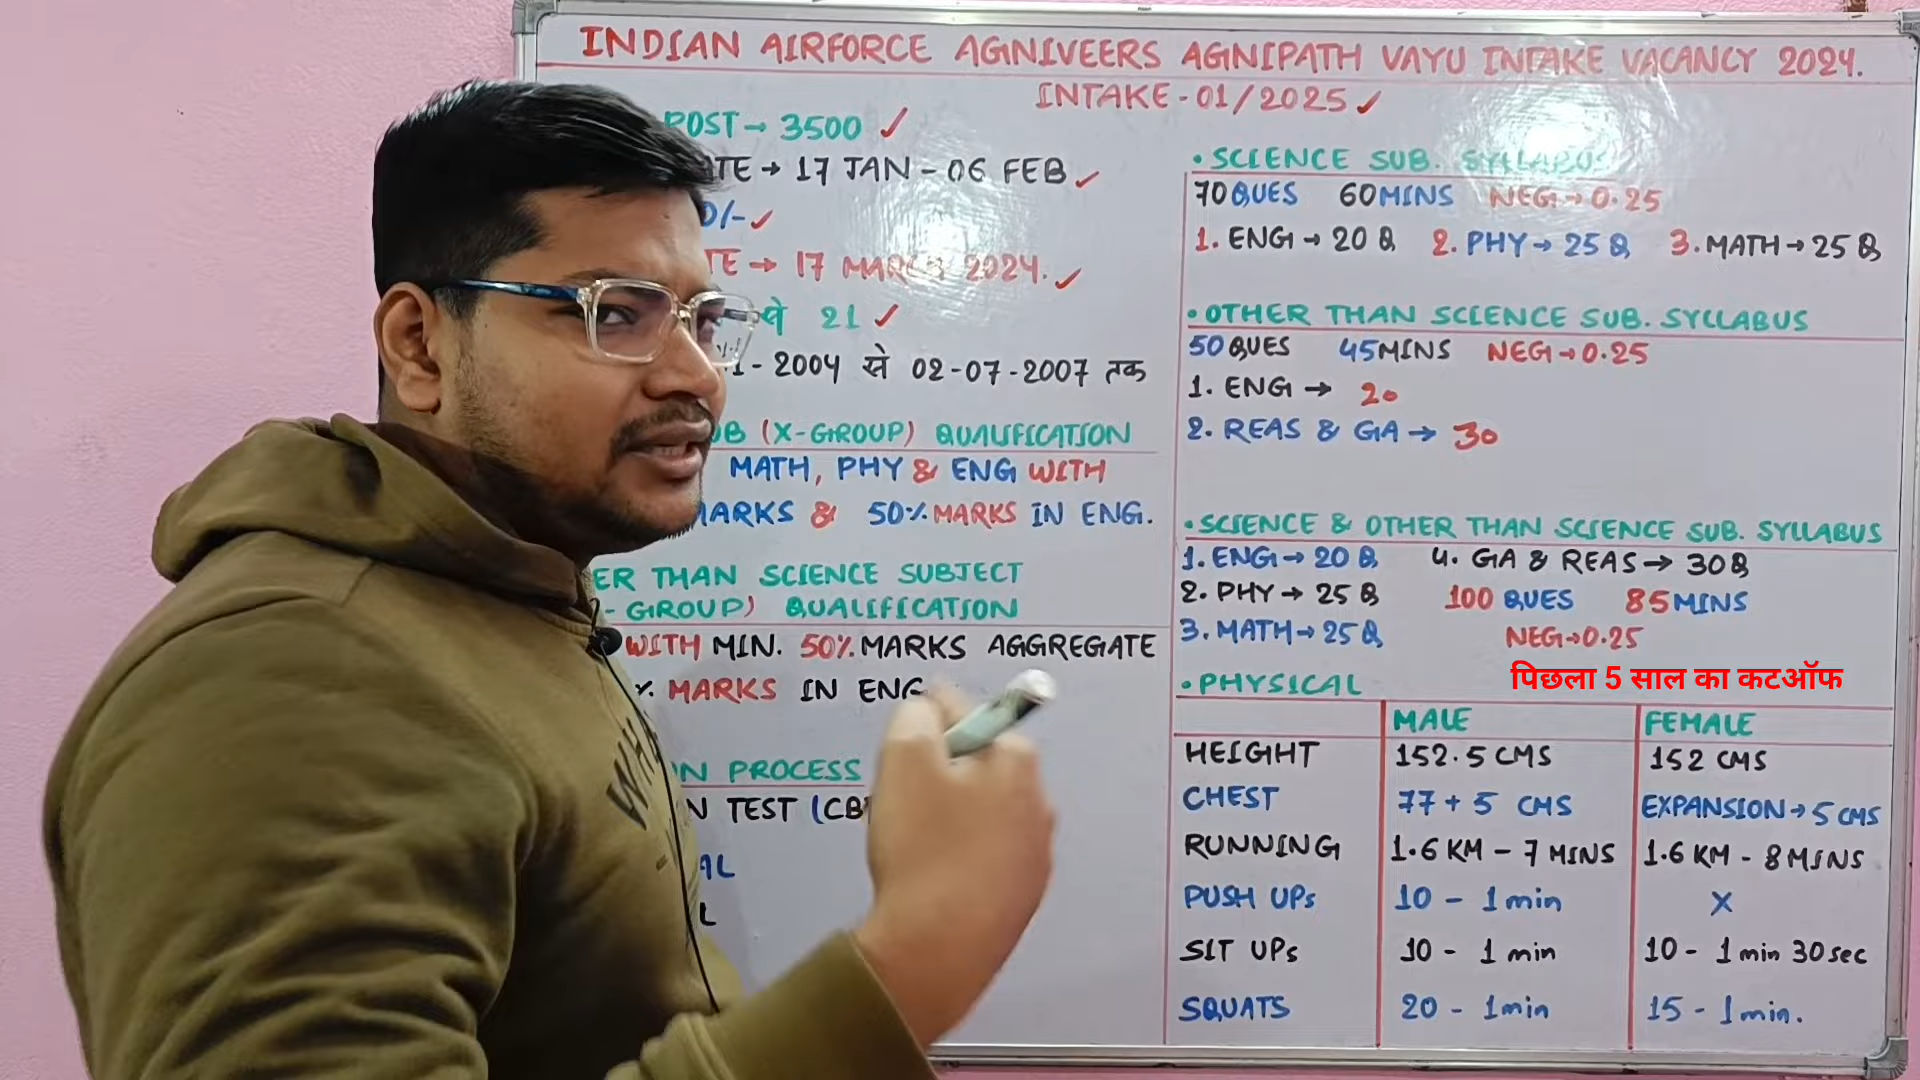 INDIAN AIRFORCE AGNIVEERS AGNIPATH VAYU INTAKE VACANCY 2024.
INTAKE - 01/2025 ✓
POST → 3500 ✓
→ 17 JAN - 06 FEB ✓
0/- ✓
→ 17 MARCH 2024. ✓
21 ✓
- 2004 से 02-07-2007 तक
(X-GROUP) QUALIFICATION
MATH, PHY & ENG WITH
MARKS & 50% MARKS IN ENG.
THAN SCIENCE SUBJECT
- GROUP) QUALIFICATION
WITH MIN. 50% MARKS AGGREGATE
% MARKS IN ENG
PROCESS
TEST (CB
• SCIENCE SUB. SYLLABUS
70 QUES 60 MINS NEG → 0.25
1. ENG → 20 Q 2. PHY → 25 Q 3. MATH → 25 Q
• OTHER THAN SCIENCE SUB. SYLLABUS
50 QUES 45 MINS NEG → 0.25
1. ENG → 20
2. REAS & GA → 30
• SCIENCE & OTHER THAN SCIENCE SUB. SYLLABUS
1. ENG → 20 Q 4. GA & REAS → 30 Q
2. PHY → 25 Q 100 QUES 85 MINS
3. MATH → 25 Q NEG → 0.25
पिछला 5 साल का कटऑफ
• PHYSICAL
MALE FEMALE
HEIGHT 152.5 CMS 152 CMS
CHEST 77 + 5 CMS EXPANSION → 5 CMS
RUNNING 1.6 KM - 7 MINS 1.6 KM - 8 MINS
PUSH UPs 10 - 1 min X
SIT UPs 10 - 1 min 10 - 1 min 30 sec
SQUATS 20 - 1 min 15 - 1 min.